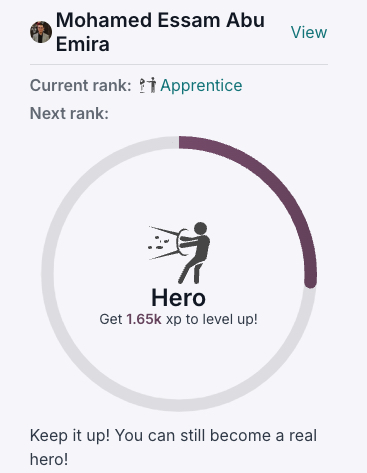 Mohamed Essam Abu
Emira
View
Current rank: Apprentice
Next rank:
Hero
Get 1.65k xp to level up!
Keep it up! You can still become a real
hero!